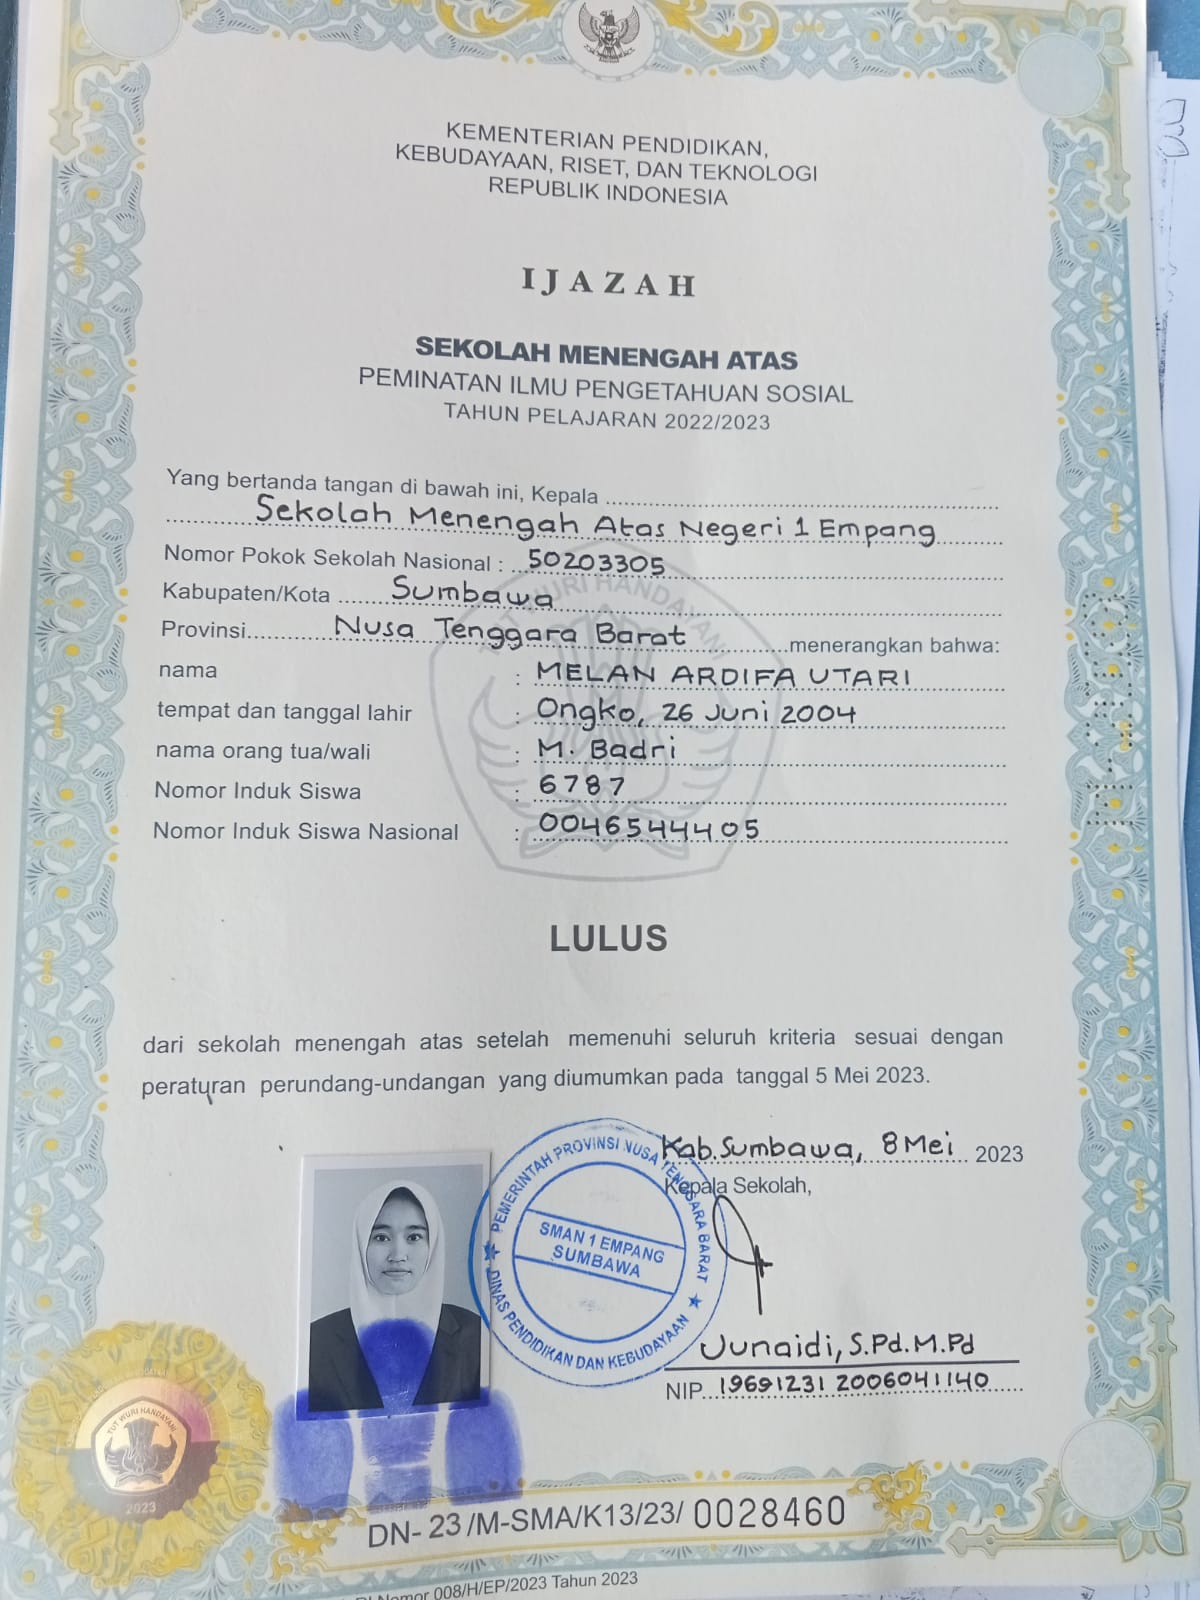 KEMENTERIAN PENDIDIKAN,
KEBUDAYAAN, RISET, DAN TEKNOLOGI
REPUBLIK INDONESIA
IJAZAH
SEKOLAH MENENGAH ATAS
PEMINATAN ILMU PENGETAHUAN SOSIAL
TAHUN PELAJARAN 2022/2023
Yang bertanda tangan di bawah ini, Kepala
Sekolah Menengah Atas Negeri 1 Empang
Nomor Pokok Sekolah Nasional : 50203305
Kabupaten/Kota Sumbawa
Provinsi Nusa Tenggara Barat menerangkan bahwa:
nama : MELAN ARDIFA UTARI
tempat dan tanggal lahir : Ongko, 26 Juni 2004
nama orang tua/wali : M. Badri
Nomor Induk Siswa : 6787
Nomor Induk Siswa Nasional : 0046544405
TUT WURI HANDAYANI
LULUS
dari sekolah menengah atas setelah memenuhi seluruh kriteria sesuai dengan
peraturan perundang-undangan yang diumumkan pada tanggal 5 Mei 2023.
Kab.Sumbawa, 8 Mei 2023
Kepala Sekolah,
PEMERINTAH PROVINSI NUSA TENGGARA BARAT
SMAN 1 EMPANG
SUMBAWA
DINAS PENDIDIKAN DAN KEBUDAYAAN
Junaidi, S.Pd.M.Pd
NIP. 19691231 2006041140
TUT WURI HANDAYANI
2023
DN- 23 /M-SMA/K13/23/ 0028460
Nomor 008/H/EP/2023 Tahun 2023